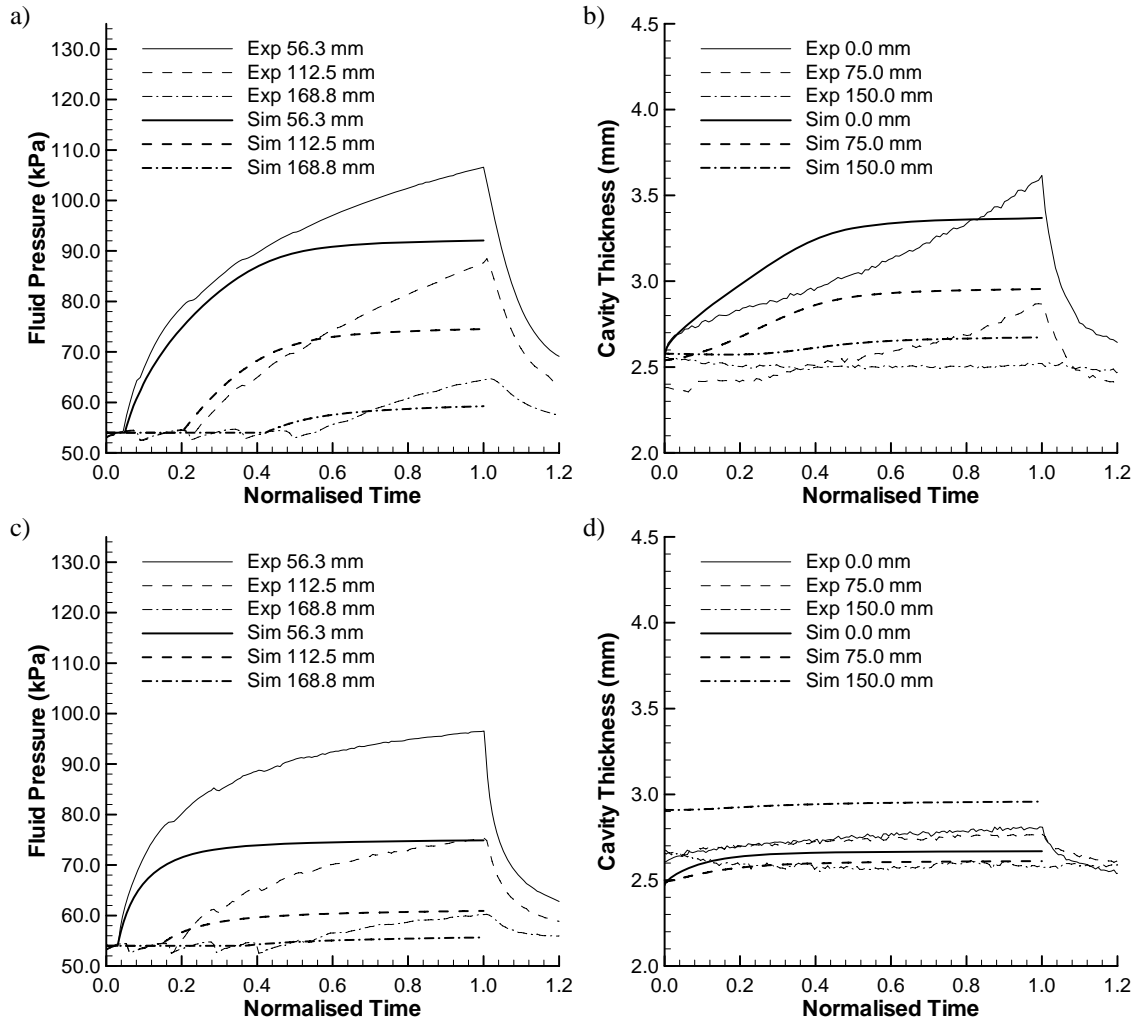 a)
Fluid Pressure (kPa)
130.0
120.0
110.0
100.0
90.0
80.0
70.0
60.0
50.0
Exp 56.3 mm
Exp 112.5 mm
Exp 168.8 mm
Sim 56.3 mm
Sim 112.5 mm
Sim 168.8 mm
0.0 0.2 0.4 0.6 0.8 1.0 1.2
Normalised Time
b)
Cavity Thickness (mm)
4.5
4.0
3.5
3.0
2.5
2.0
Exp 0.0 mm
Exp 75.0 mm
Exp 150.0 mm
Sim 0.0 mm
Sim 75.0 mm
Sim 150.0 mm
0.0 0.2 0.4 0.6 0.8 1.0 1.2
Normalised Time
c)
Fluid Pressure (kPa)
130.0
120.0
110.0
100.0
90.0
80.0
70.0
60.0
50.0
Exp 56.3 mm
Exp 112.5 mm
Exp 168.8 mm
Sim 56.3 mm
Sim 112.5 mm
Sim 168.8 mm
0.0 0.2 0.4 0.6 0.8 1.0 1.2
Normalised Time
d)
Cavity Thickness (mm)
4.5
4.0
3.5
3.0
2.5
2.0
Exp 0.0 mm
Exp 75.0 mm
Exp 150.0 mm
Sim 0.0 mm
Sim 75.0 mm
Sim 150.0 mm
0.0 0.2 0.4 0.6 0.8 1.0 1.2
Normalised Time